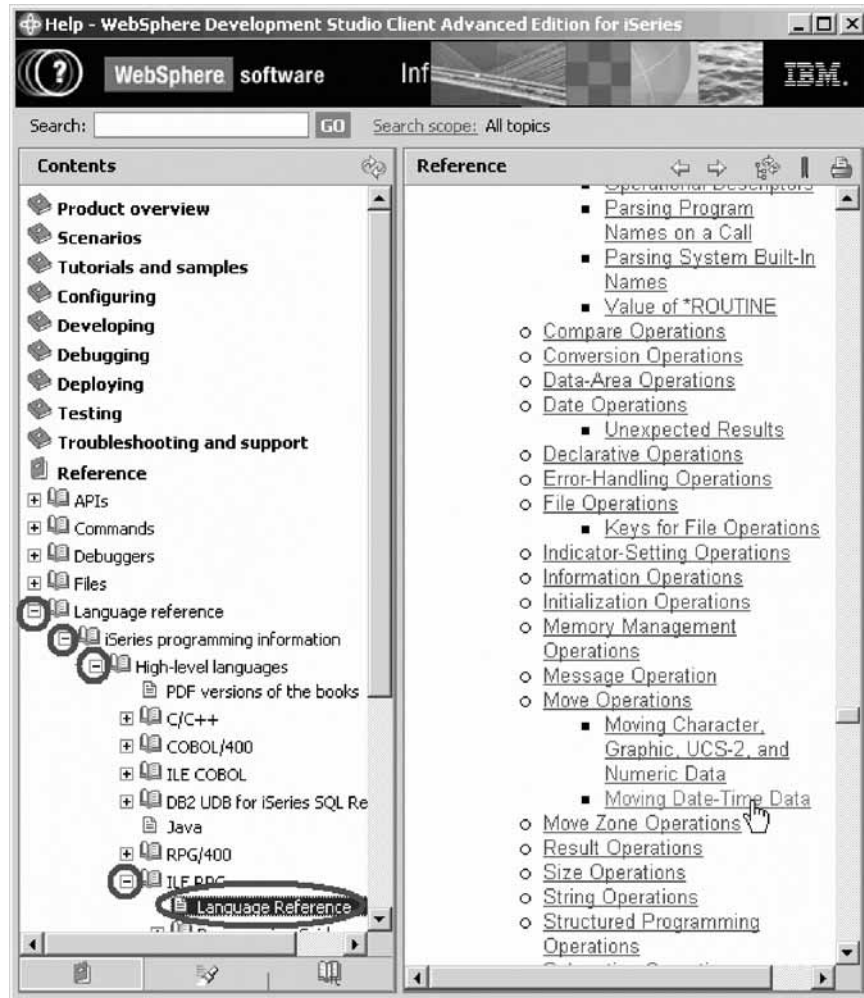 Help - WebSphere Development Studio Client Advanced Edition for iSeries
WebSphere software
Inf
IBM.
Search:
GO
Search scope: All topics
Contents
Product overview
Scenarios
Tutorials and samples
Configuring
Developing
Debugging
Deploying
Testing
Troubleshooting and support
Reference
APIs
Commands
Debuggers
Files
Language reference
iSeries programming information
High-level languages
PDF versions of the books
C/C++
COBOL/400
ILE COBOL
DB2 UDB for iSeries SQL Re
Java
RPG/400
ILE RPG
Language Reference
Reference
Operational Descriptors
Parsing Program
Names on a Call
Parsing System Built-In
Names
Value of *ROUTINE
Compare Operations
Conversion Operations
Data-Area Operations
Date Operations
Unexpected Results
Declarative Operations
Error-Handling Operations
File Operations
Keys for File Operations
Indicator-Setting Operations
Information Operations
Initialization Operations
Memory Management
Operations
Message Operation
Move Operations
Moving Character,
Graphic, UCS-2, and
Numeric Data
Moving Date-Time Data
Move Zone Operations
Result Operations
Size Operations
String Operations
Structured Programming
Operations